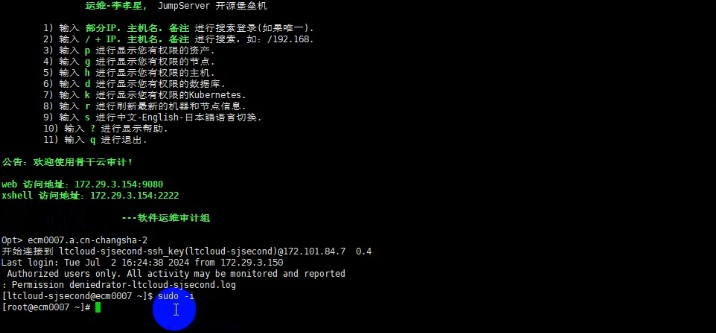 运维-李孝星, JumpServer 开源堡垒机
1) 输入 部分IP, 主机名, 备注 进行搜索登录(如果唯一).
2) 输入 / + IP, 主机名, 备注 进行搜索, 如: /192.168.
3) 输入 p 进行显示您有权限的资产.
4) 输入 g 进行显示您有权限的节点.
5) 输入 h 进行显示您有权限的主机.
6) 输入 d 进行显示您有权限的数据库.
7) 输入 k 进行显示您有权限的Kubernetes.
8) 输入 r 进行刷新最新的机器和节点信息.
9) 输入 s 进行中文-English-日本語语言切换.
10) 输入 ? 进行显示帮助.
11) 输入 q 进行退出.
公告: 欢迎使用骨干云审计!
web 访问地址: 172.29.3.154:9080
xshell 访问地址: 172.29.3.154:2222
---软件运维审计组
Opt> ecm0007.a.cn-changsha-2
开始连接到 ltcloud-sjsecond-ssh_key(ltcloud-sjsecond)@172.101.84.7 0.4
Last login: Tue Jul 2 16:24:38 2024 from 172.29.3.150
Authorized users only. All activity may be monitored and reported
: Permission deniedrator-ltcloud-sjsecond.log
[ltcloud-sjsecond@ecm0007 ~]$ sudo -i
[root@ecm0007 ~]#